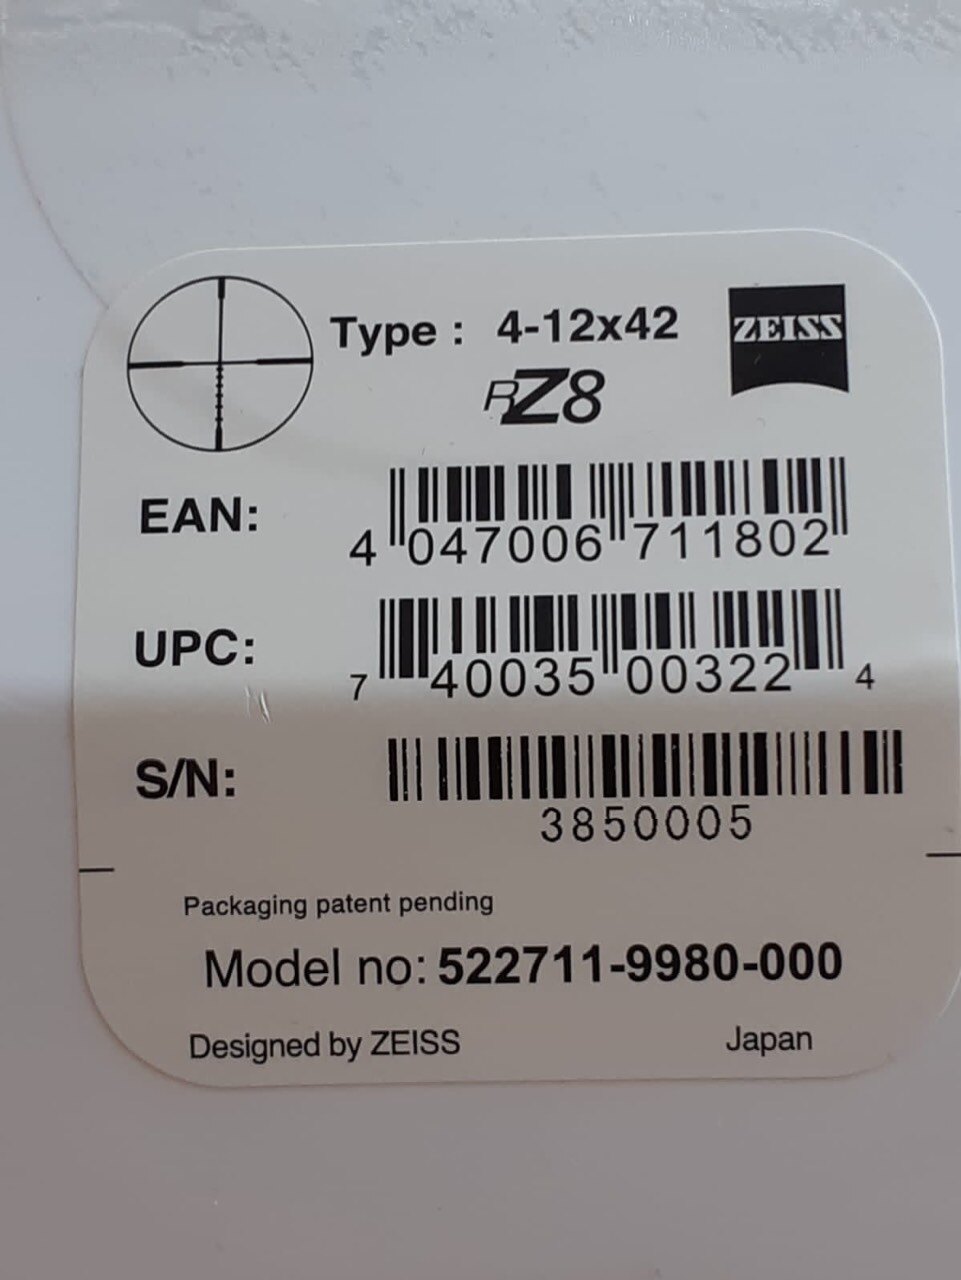 Type : 4-12x42
ZEISS
RZ8
EAN:
4 047006 711802
UPC:
7 40035 00322 4
S/N:
3850005
Packaging patent pending
Model no: 522711-9980-000
Designed by ZEISS
Japan